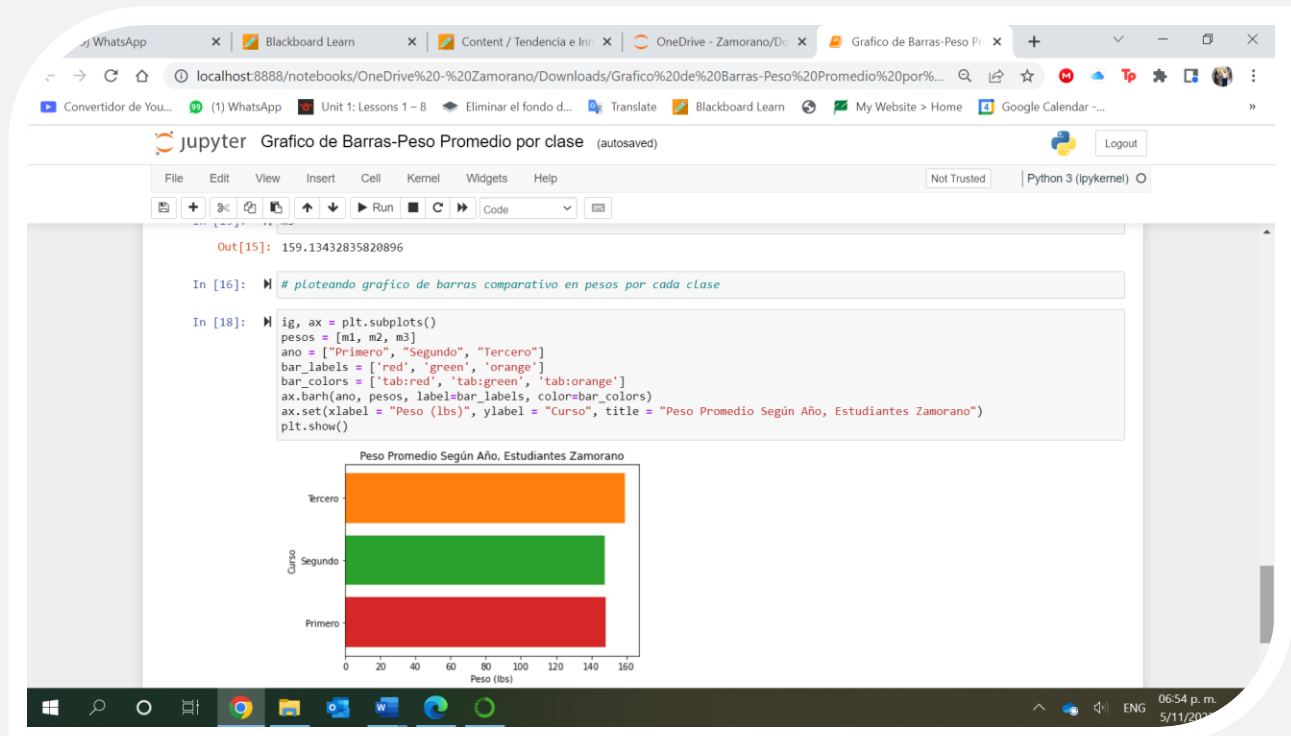 WhatsApp
Blackboard Learn
Content / Tendencia e Inn
OneDrive - Zamorano/Do
Grafico de Barras-Peso Pr
localhost:8888/notebooks/OneDrive%20-%20Zamorano/Downloads/Grafico%20de%20Barras-Peso%20Promedio%20por%...
Convertidor de You...
(1) WhatsApp
Unit 1: Lessons 1 – 8
Eliminar el fondo d...
Translate
Blackboard Learn
My Website > Home
Google Calendar -...
»
jupyter Grafico de Barras-Peso Promedio por clase (autosaved)
Logout
File Edit View Insert Cell Kernel Widgets Help
Not Trusted
Python 3 (ipykernel)
Run
Code
Out[15]: 159.13432835820896
In [16]: # ploteando grafico de barras comparativo en pesos por cada clase
In [18]: ig, ax = plt.subplots()
pesos = [m1, m2, m3]
ano = ["Primero", "Segundo", "Tercero"]
bar_labels = ['red', 'green', 'orange']
bar_colors = ['tab:red', 'tab:green', 'tab:orange']
ax.barh(ano, pesos, label=bar_labels, color=bar_colors)
ax.set(xlabel = "Peso (lbs)", ylabel = "Curso", title = "Peso Promedio Según Año, Estudiantes Zamorano")
plt.show()
Peso Promedio Según Año, Estudiantes Zamorano
Tercero
Curso
Segundo
Primero
0 20 40 60 80 100 120 140 160
Peso (lbs)
ENG
06:54 p. m.
5/11/202